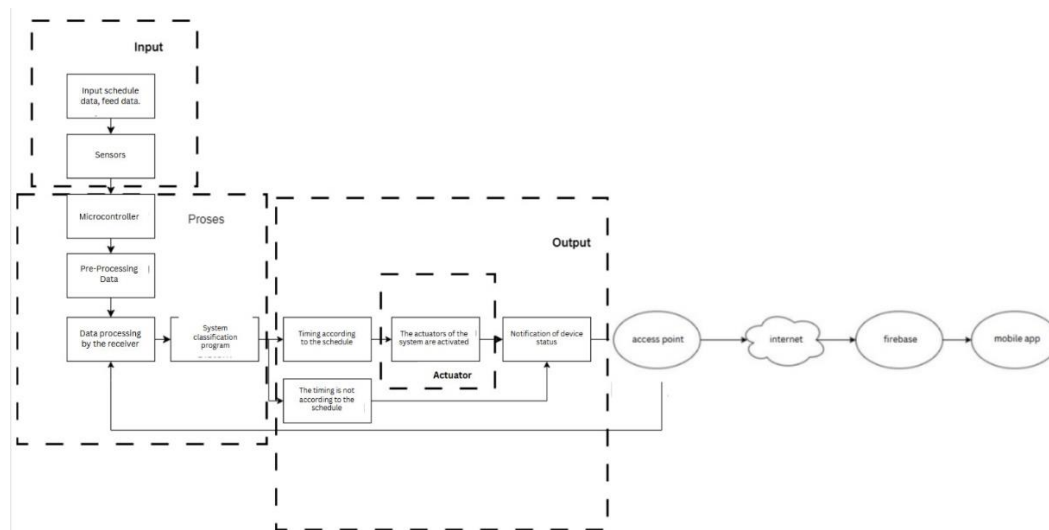 Input
Input schedule
data, feed data.
Sensors
Proses
Microcontroller
Pre-Processing
Data
Data processing
by the receiver
System
classification
program
Output
Timing according
to the schedule
The actuators of the
system are activated
Actuator
Notification of device
status
The timing is not
according to the
schedule
access point
internet
firebase
mobile app